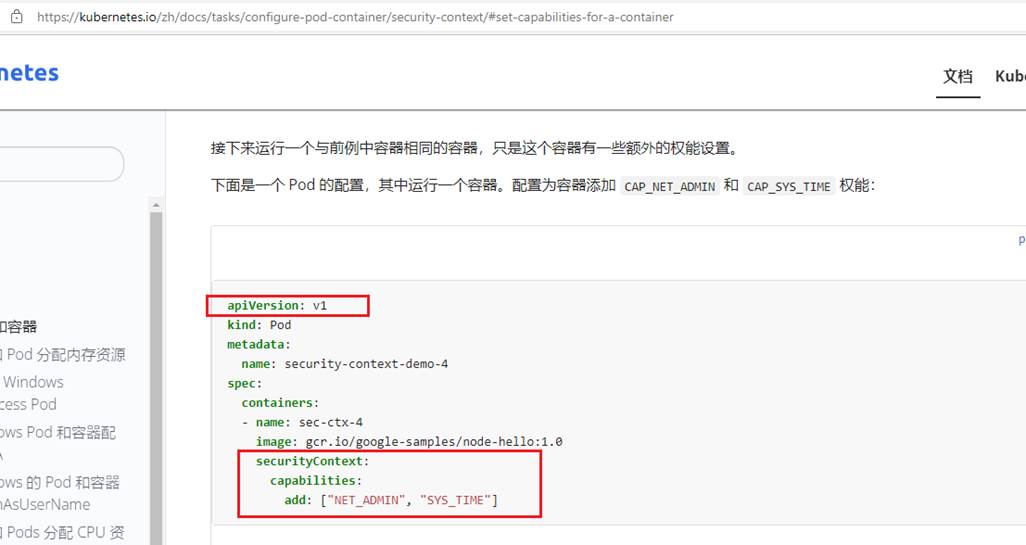 https://kubernetes.io/zh/docs/tasks/configure-pod-container/security-context/#set-capabilities-for-a-container
netes
文档 Kube
接下来运行一个与前例中容器相同的容器，只是这个容器有一些额外的权能设置。
下面是一个 Pod 的配置，其中运行一个容器。配置为容器添加 CAP_NET_ADMIN 和 CAP_SYS_TIME 权能：
p
apiVersion: v1
kind: Pod
metadata:
name: security-context-demo-4
spec:
containers:
- name: sec-ctx-4
image: gcr.io/google-samples/node-hello:1.0
securityContext:
capabilities:
add: ["NET_ADMIN", "SYS_TIME"]
和容器
Pod 分配内存资源
Windows
cess Pod
ows Pod 和容器配
A
ows 的 Pod 和容器
nAsUserName
Pods 分配 CPU 资